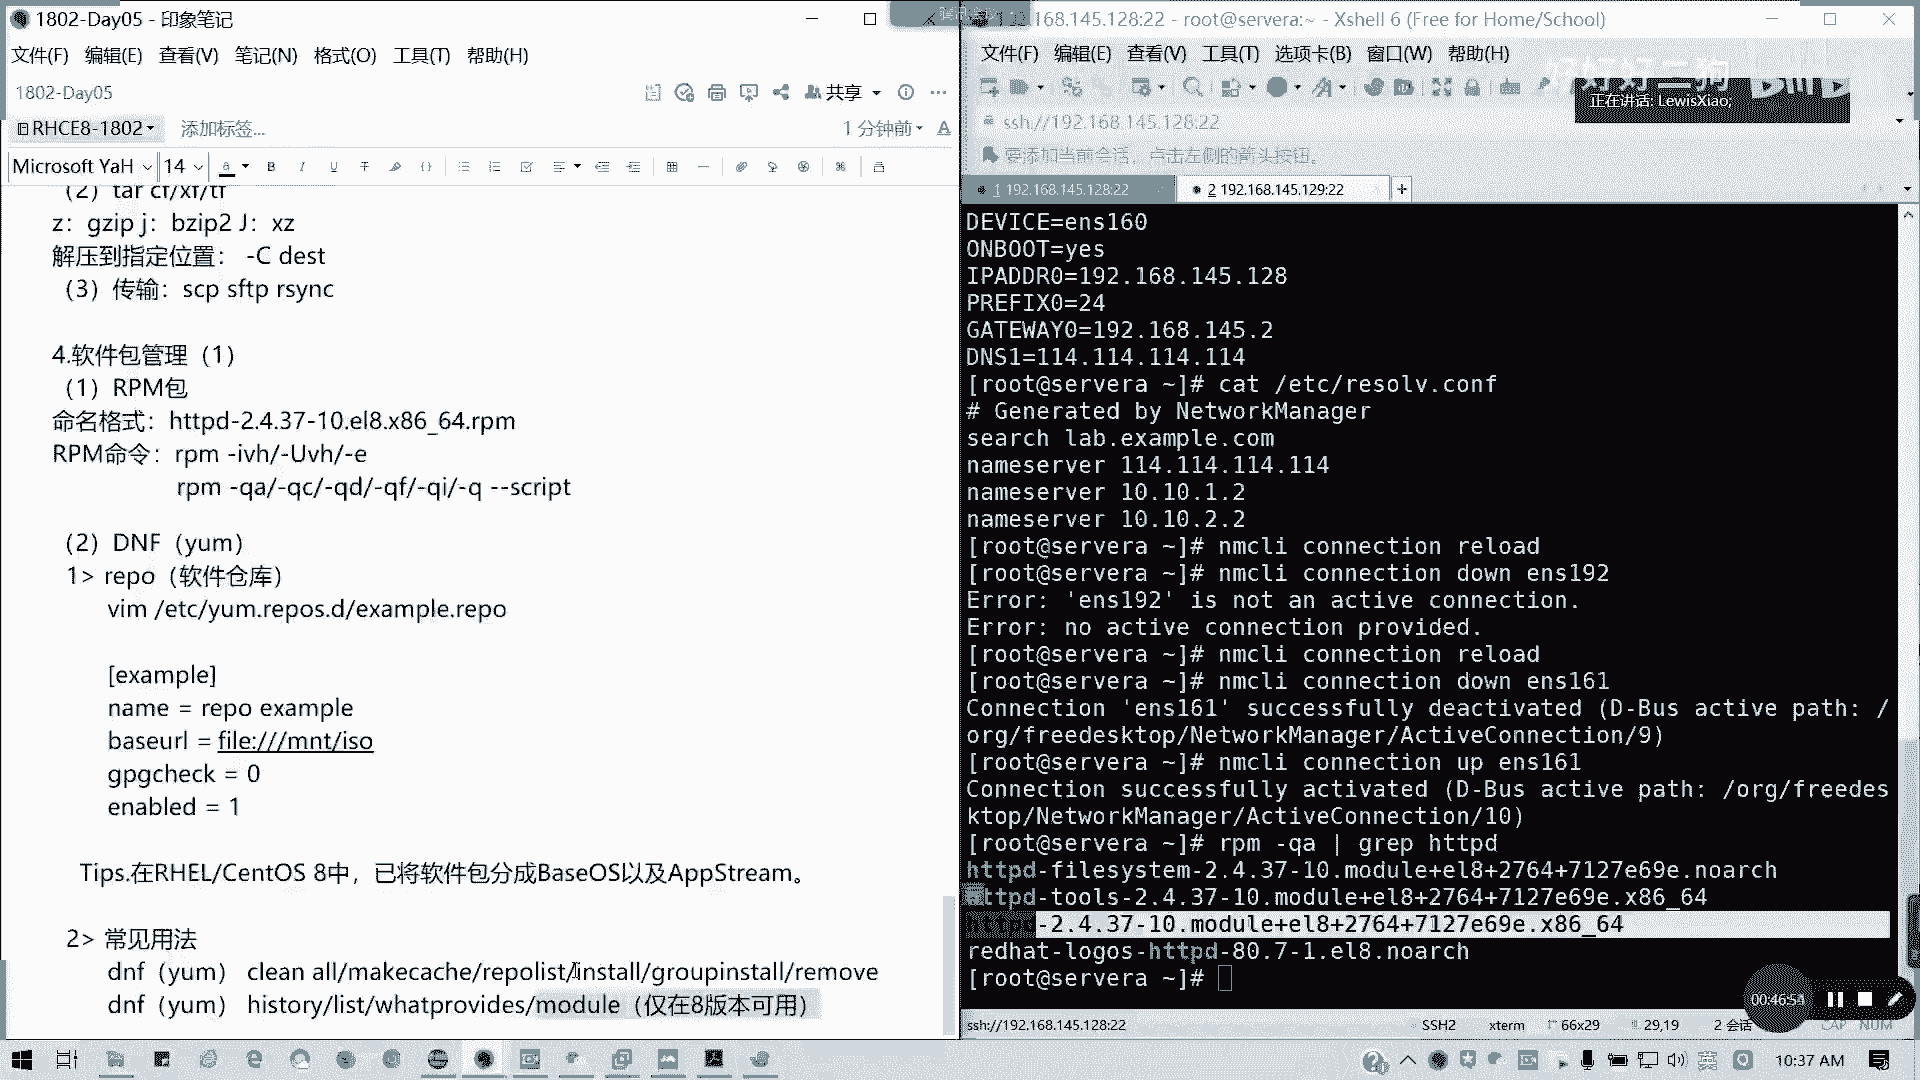 1802-Day05 - 印象笔记
文件(F) 编辑(E) 查看(V) 笔记(N) 格式(O) 工具(T) 帮助(H)
1802-Day05
共享
RHCE8-1802
添加标签...
1 分钟前
Microsoft YaH 14
（2）tar cf/xf/tf
z：gzip j：bzip2 J：xz
解压到指定位置： -C dest
（3）传输：scp sftp rsync
4.软件包管理（1）
（1）RPM包
命名格式：httpd-2.4.37-10.el8.x86_64.rpm
RPM命令：rpm -ivh/-Uvh/-e
rpm -qa/-qc/-qd/-qf/-qi/-q --script
（2）DNF（yum）
1> repo（软件仓库）
vim /etc/yum.repos.d/example.repo
[example]
name = repo example
baseurl = file:///mnt/iso
gpgcheck = 0
enabled = 1
Tips.在RHEL/CentOS 8中，已将软件包分成BaseOS以及AppStream。
2> 常见用法
dnf（yum） clean all/makecache/repolist/install/groupinstall/remove
dnf（yum） history/list/whatprovides/module（仅在8版本可用）
168.145.128:22 - root@servera:~ - Xshell 6 (Free for Home/School)
文件(F) 编辑(E) 查看(V) 工具(T) 选项卡(B) 窗口(W) 帮助(H)
正在讲话: LewisXiao;
ssh://192.168.145.128:22
要添加当前会话，点击左侧的箭头按钮。
1 192.168.145.128:22
2 192.168.145.129:22
DEVICE=ens160
ONBOOT=yes
IPADDR0=192.168.145.128
PREFIX0=24
GATEWAY0=192.168.145.2
DNS1=114.114.114.114
[root@servera ~]# cat /etc/resolv.conf
# Generated by NetworkManager
search lab.example.com
nameserver 114.114.114.114
nameserver 10.10.1.2
nameserver 10.10.2.2
[root@servera ~]# nmcli connection reload
[root@servera ~]# nmcli connection down ens192
Error: 'ens192' is not an active connection.
Error: no active connection provided.
[root@servera ~]# nmcli connection reload
[root@servera ~]# nmcli connection down ens161
Connection 'ens161' successfully deactivated (D-Bus active path: /
org/freedesktop/NetworkManager/ActiveConnection/9)
[root@servera ~]# nmcli connection up ens161
Connection successfully activated (D-Bus active path: /org/freedes
ktop/NetworkManager/ActiveConnection/10)
[root@servera ~]# rpm -qa | grep httpd
httpd-filesystem-2.4.37-10.module+el8+2764+7127e69e.noarch
httpd-tools-2.4.37-10.module+el8+2764+7127e69e.x86_64
httpd-2.4.37-10.module+el8+2764+7127e69e.x86_64
redhat-logos-httpd-80.7-1.el8.noarch
[root@servera ~]#
00:46:54
ssh://192.168.145.128:22
SSH2 xterm 66x29 29,19 2 会话 CAP NUM
英
10:37 AM